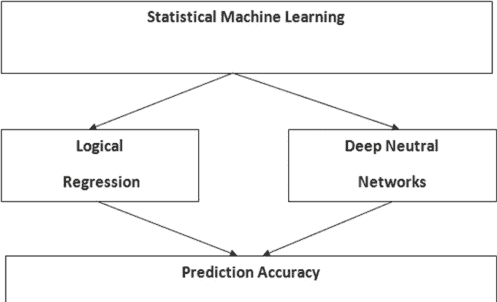 Statistical Machine Learning
Logical
Regression
Deep Neutral
Networks
Prediction Accuracy